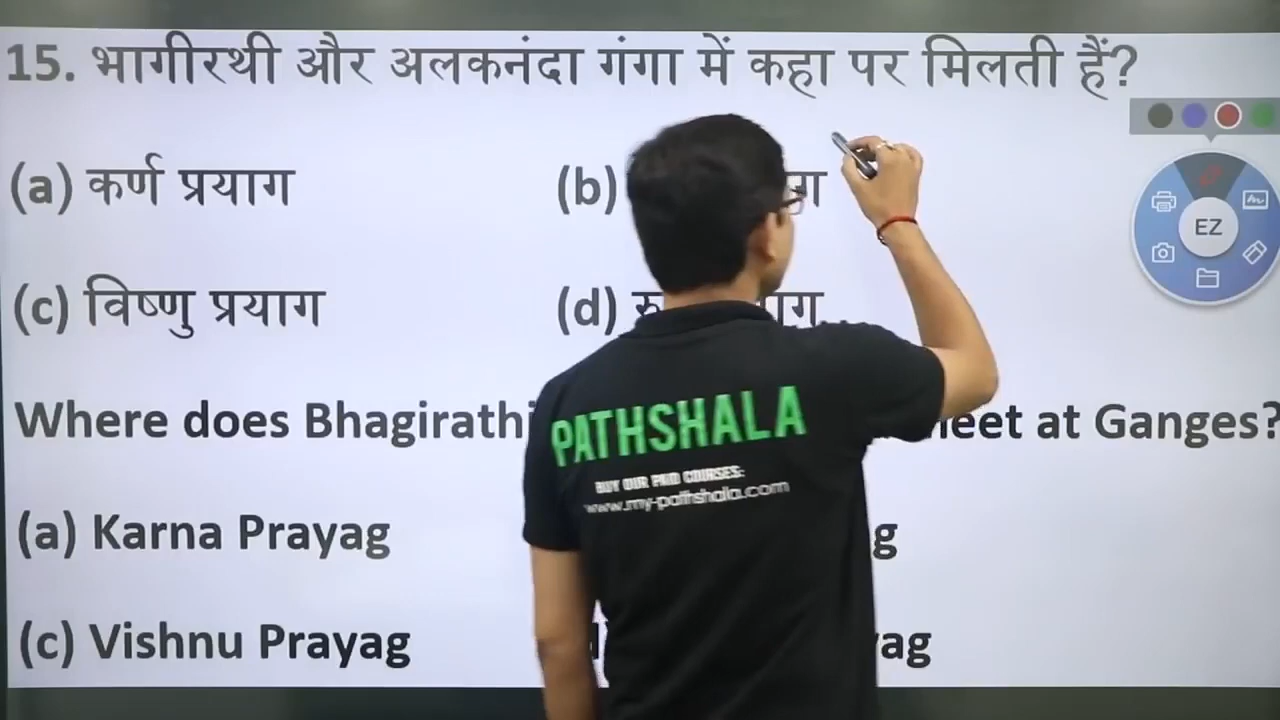 15. भागीरथी और अलकनंदा गंगा में कहा पर मिलती हैं?
(a) कर्ण प्रयाग
(b)
(c) विष्णु प्रयाग
(d)
EZ
Where does Bhagirathi at Ganges?
(a) Karna Prayag
(c) Vishnu Prayag
PATHSHALA
BUY OUR PAID COURSES:
www.my-pathshala.com